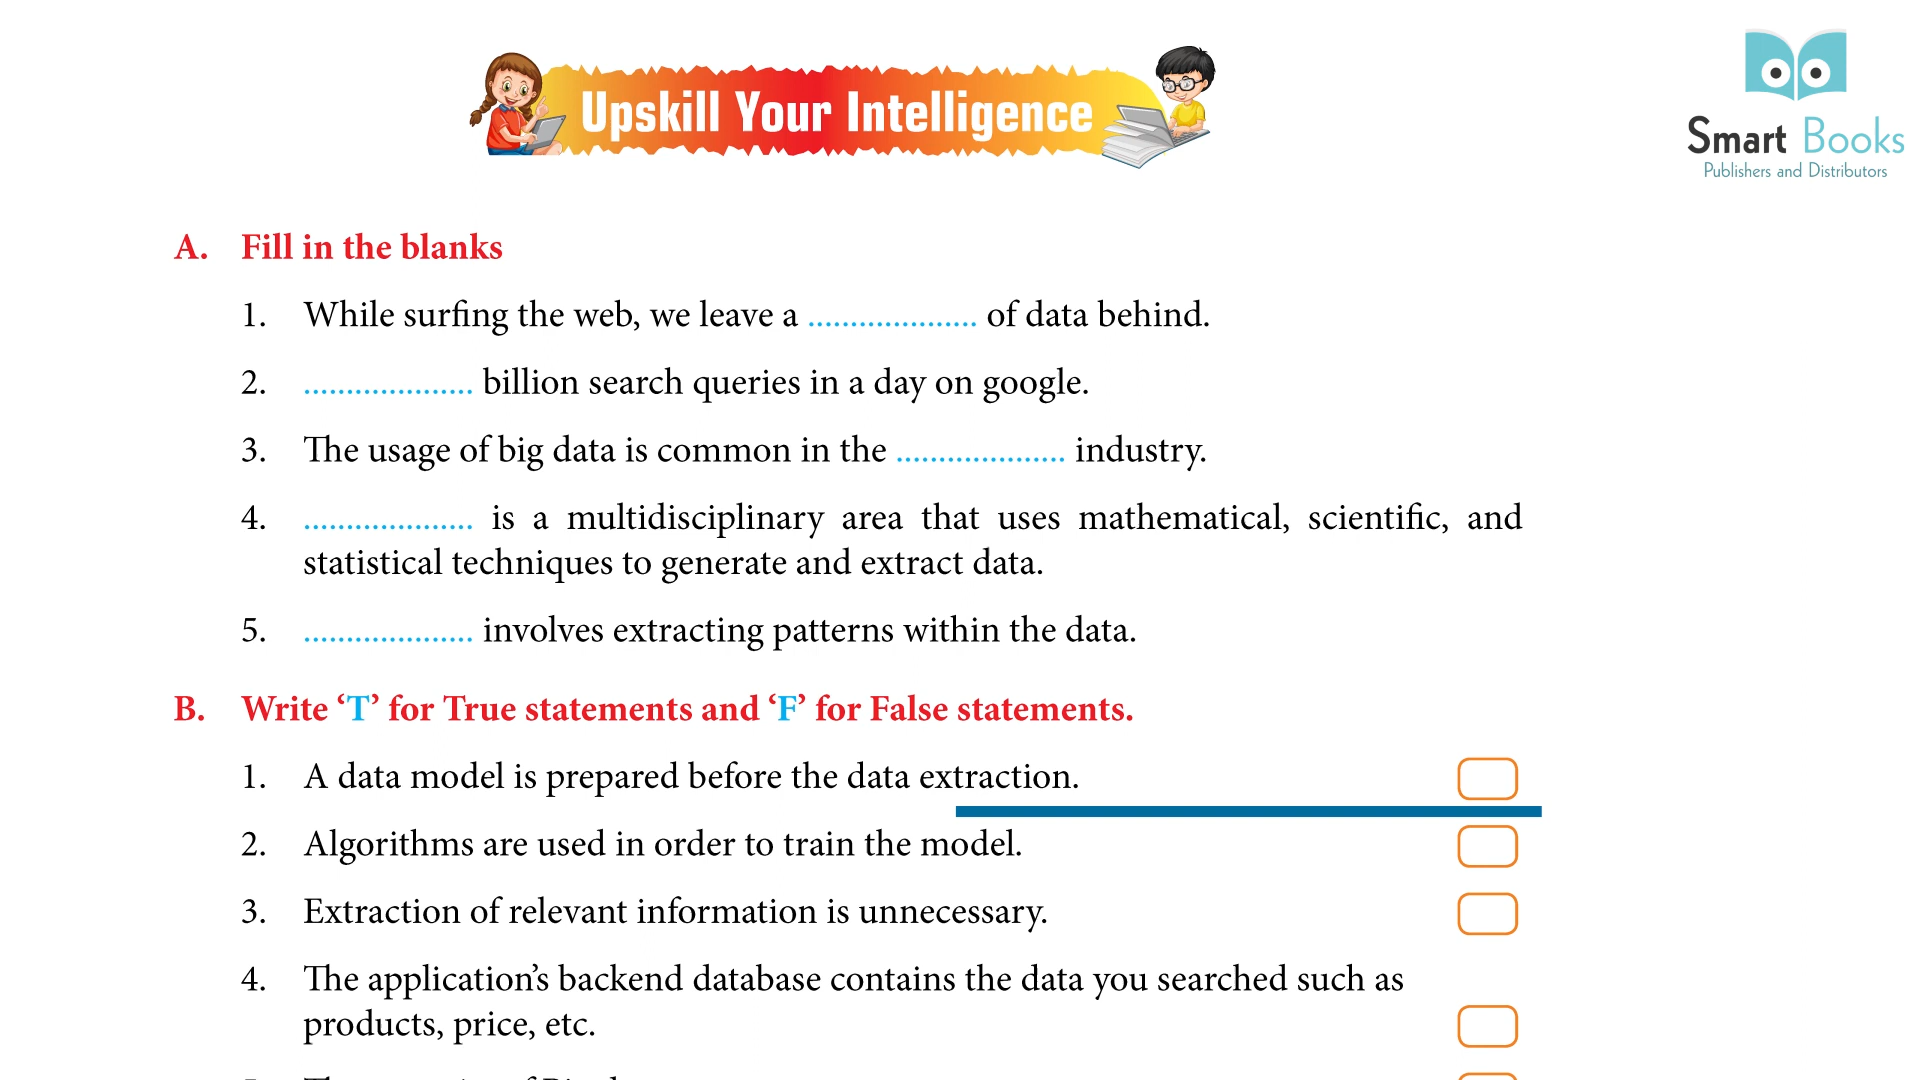 Upskill Your Intelligence
Smart Books
Publishers and Distributors
A. Fill in the blanks
1. While surfing the web, we leave a .................... of data behind.
2. .................... billion search queries in a day on google.
3. The usage of big data is common in the .................... industry.
4. .................... is a multidisciplinary area that uses mathematical, scientific, and
statistical techniques to generate and extract data.
5. .................... involves extracting patterns within the data.
B. Write ‘T’ for True statements and ‘F’ for False statements.
1. A data model is prepared before the data extraction.
2. Algorithms are used in order to train the model.
3. Extraction of relevant information is unnecessary.
4. The application’s backend database contains the data you searched such as
products, price, etc.